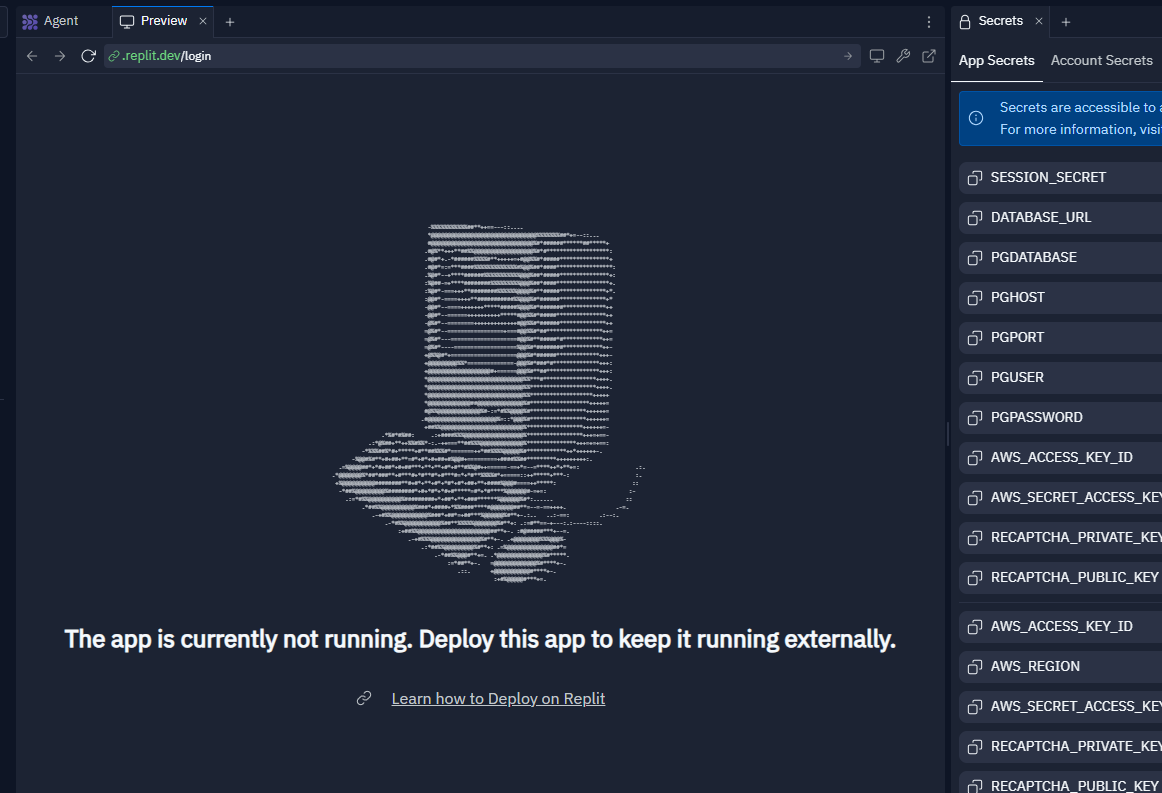 Agent
Preview
.replit.dev/login
The app is currently not running. Deploy this app to keep it running externally.
Learn how to Deploy on Replit
Secrets
App Secrets
Account Secrets
Secrets are accessible to
For more information,
SESSION_SECRET
DATABASE_URL
PGDATABASE
PGHOST
PGPORT
PGUSER
PGPASSWORD
AWS_ACCESS_KEY_ID
AWS_SECRET_ACCESS_KEY
RECAPTCHA_PRIVATE_KEY
RECAPTCHA_PUBLIC_KEY
AWS_ACCESS_KEY_ID
AWS_REGION
AWS_SECRET_ACCESS_KEY
RECAPTCHA_PRIVATE_KEY
RECAPTCHA_PUBLIC_KEY